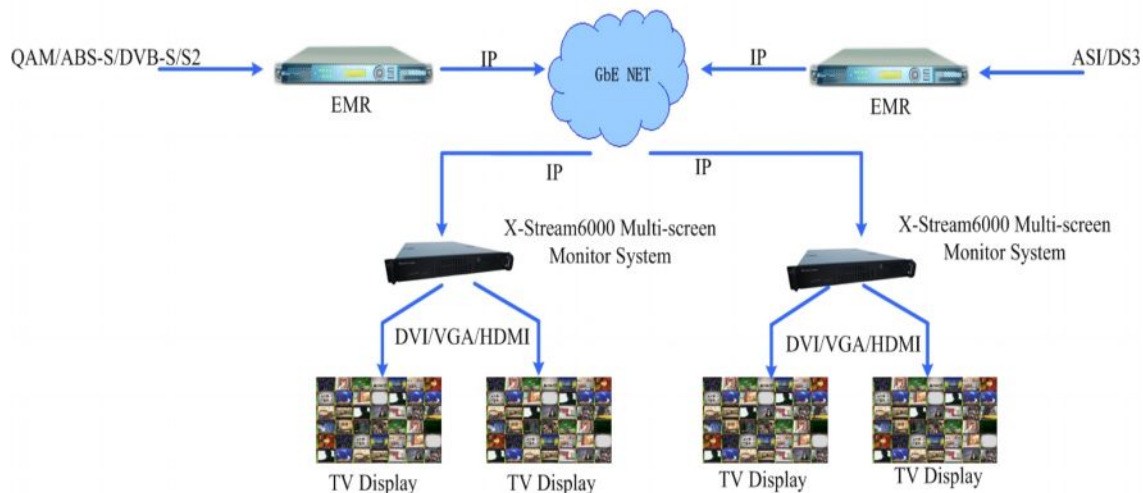 QAM/ABS-S/DVB-S/S2
IP
GbE NET
IP
ASI/DS3
EMR
EMR
IP
IP
X-Stream6000 Multi-screen
Monitor System
X-Stream6000 Multi-screen
Monitor System
DVI/VGA/HDMI
DVI/VGA/HDMI
TV Display
TV Display
TV Display
TV Display